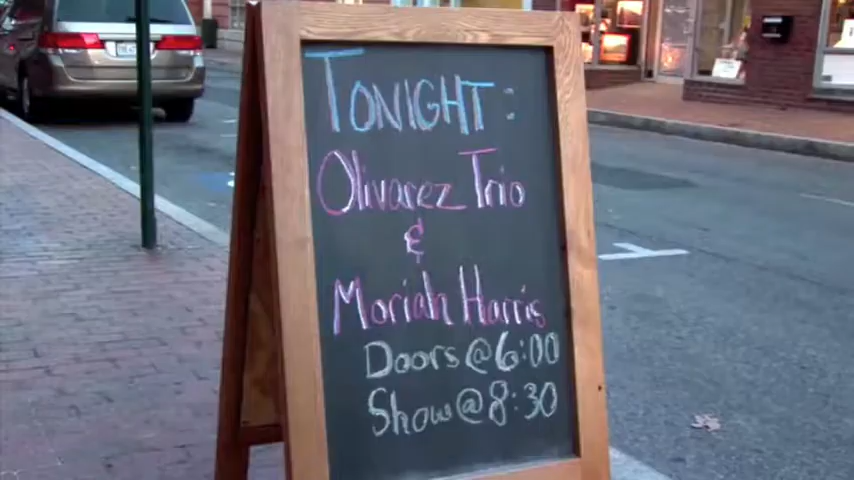 TONIGHT:
Olivarez Trio
&
Moriah Harris
Doors@6:00
Show@8:30